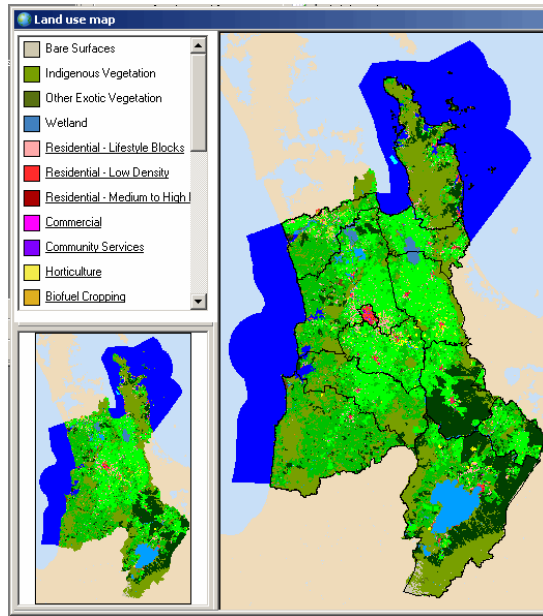 Land use map
Bare Surfaces
Indigenous Vegetation
Other Exotic Vegetation
Wetland
Residential - Lifestyle Blocks
Residential - Low Density
Residential - Medium to High
Commercial
Community Services
Horticulture
Biofuel Cropping